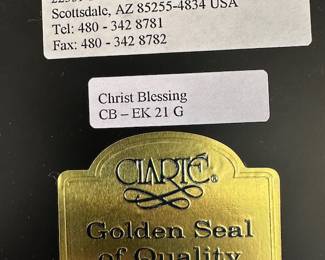 Scottsdale, AZ 85255-4834 USA
Tel: 480 - 342 8781
Fax: 480 - 342 8782
Christ Blessing
CB – EK 21 G
CLARTÉ®
Golden Seal
of Quality